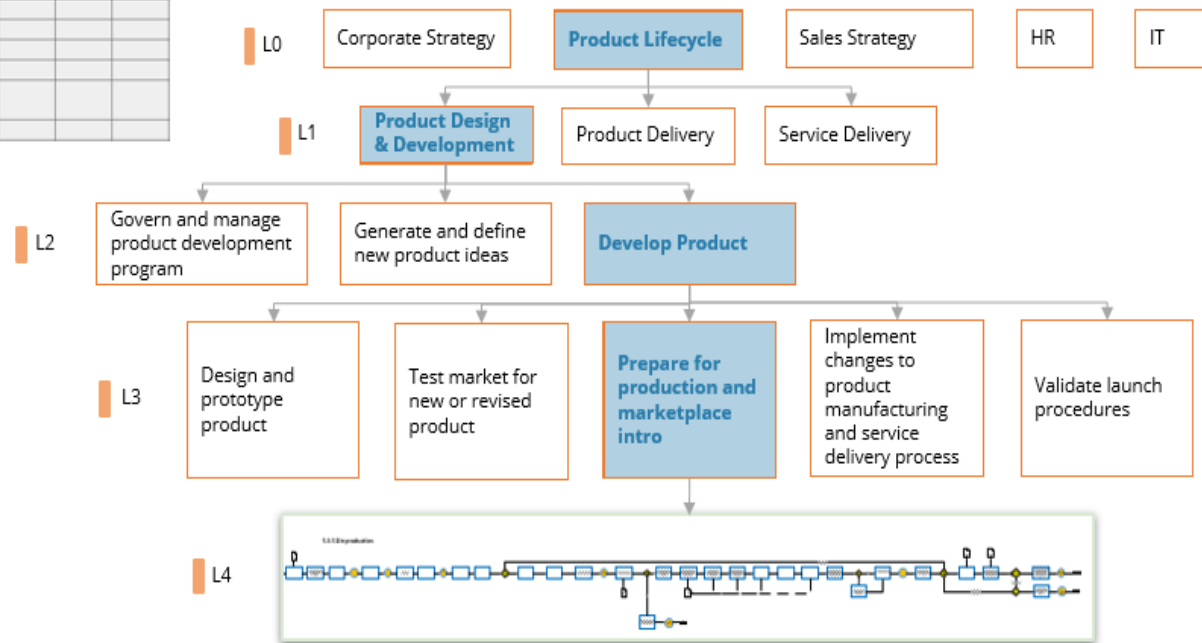 L0
Corporate Strategy
Product Lifecycle
Sales Strategy
HR
IT
L1
Product Design
& Development
Product Delivery
Service Delivery
L2
Govern and manage
product development
program
Generate and define
new product ideas
Develop Product
L3
Design and
prototype
product
Test market for
new or revised
product
Prepare for
production and
marketplace
intro
Implement
changes to
product
manufacturing
and service
delivery process
Validate launch
procedures
L4